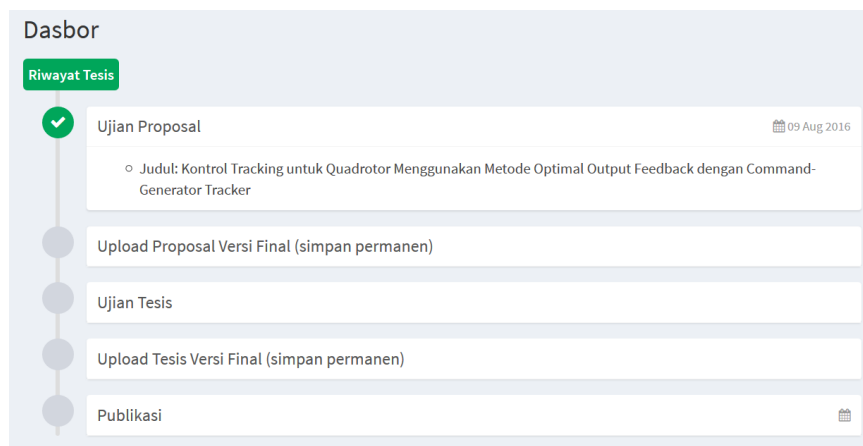 Dasbor
Riwayat Tesis
Ujian Proposal
09 Aug 2016
Judul: Kontrol Tracking untuk Quadrotor Menggunakan Metode Optimal Output Feedback dengan Command-
Generator Tracker
Upload Proposal Versi Final (simpan permanen)
Ujian Tesis
Upload Tesis Versi Final (simpan permanen)
Publikasi